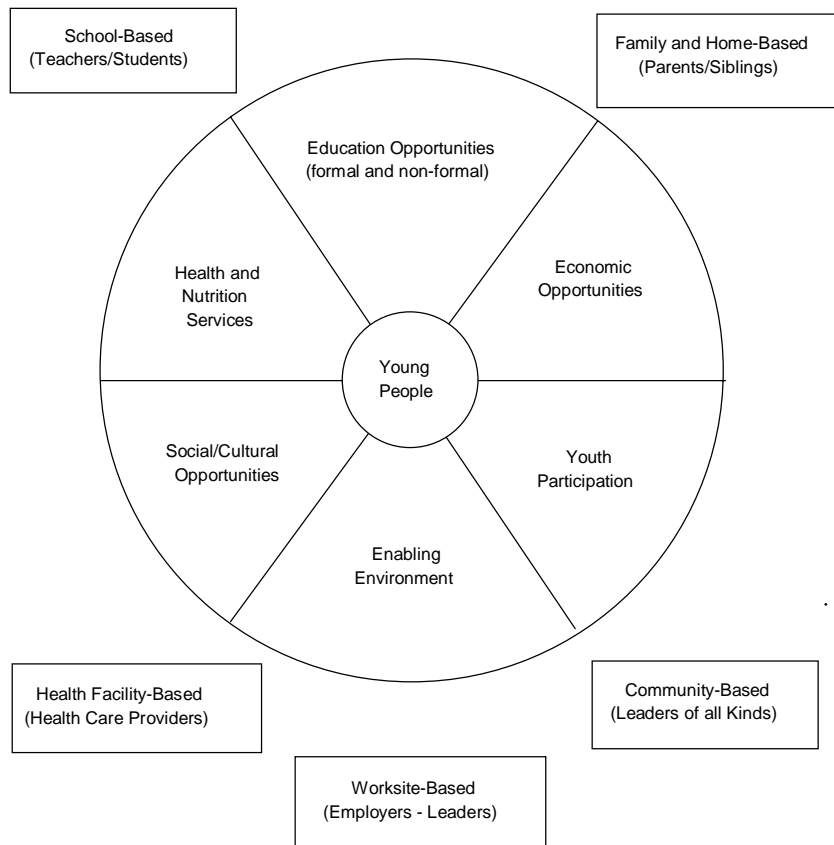 School-Based
(Teachers/Students)
Family and Home-Based
(Parents/Siblings)
Education Opportunities
(formal and non-formal)
Health and
Nutrition
Services
Economic
Opportunities
Young
People
Social/Cultural
Opportunities
Youth
Participation
Enabling
Environment
.
Health Facility-Based
(Health Care Providers)
Community-Based
(Leaders of all Kinds)
Worksite-Based
(Employers - Leaders)